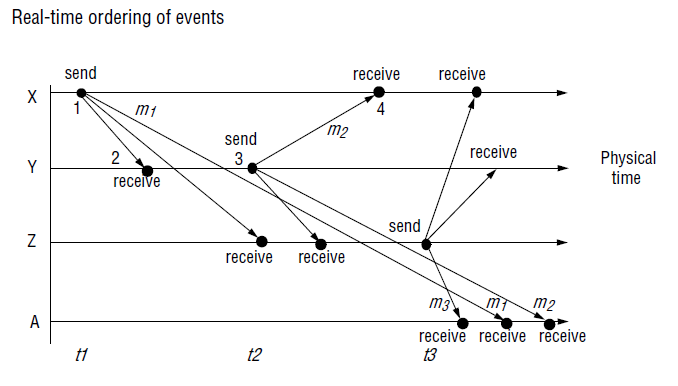 Real-time ordering of events
send
receive
receive
X
1
m1
4
m2
send
2
3
receive
Y
receive
Physical
time
send
Z
receive
receive
m3
m1
m2
A
receive
receive
receive
t1
t2
t3